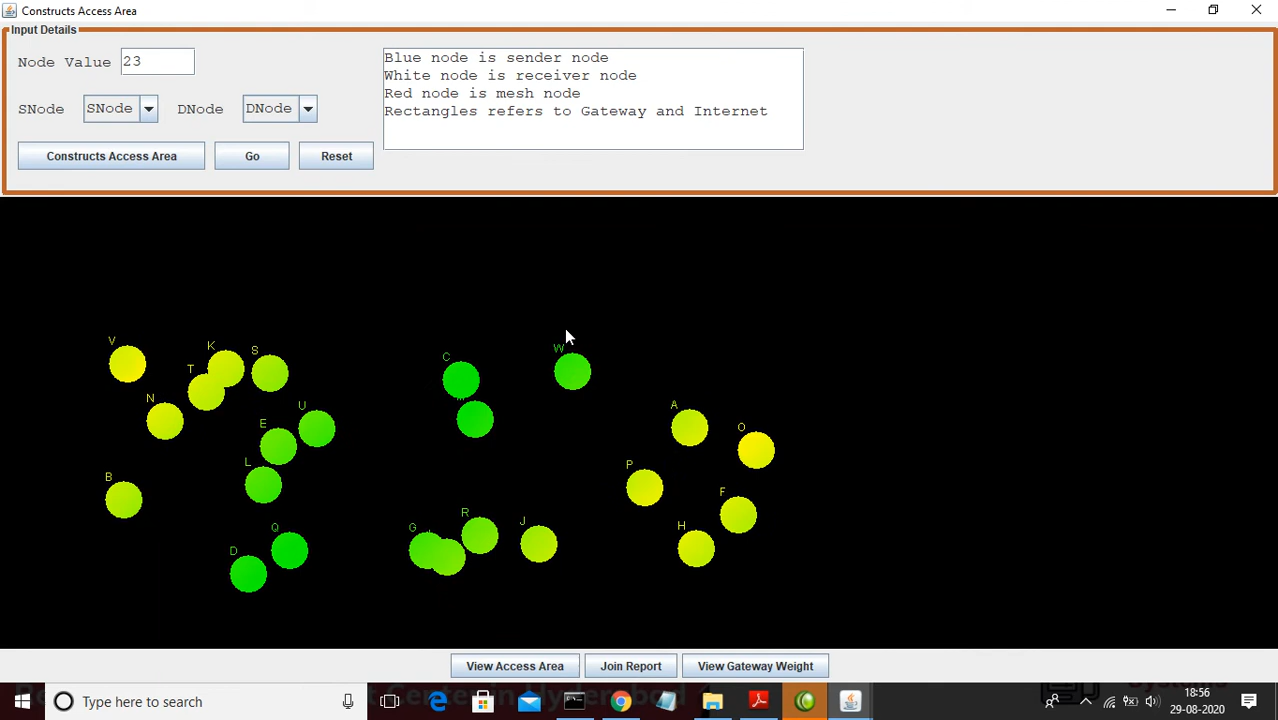 Constructs Access Area
Input Details
Node Value 23
SNode SNode DNode DNode
Constructs Access Area Go Reset
Blue node is sender node
White node is receiver node
Red node is mesh node
Rectangles refers to Gateway and Internet
V
K
S
T
N
U
E
L
B
Q
D
C
W
A
O
P
F
H
G
R
J
View Access Area Join Report View Gateway Weight
Type here to search
18:56
29-08-2020